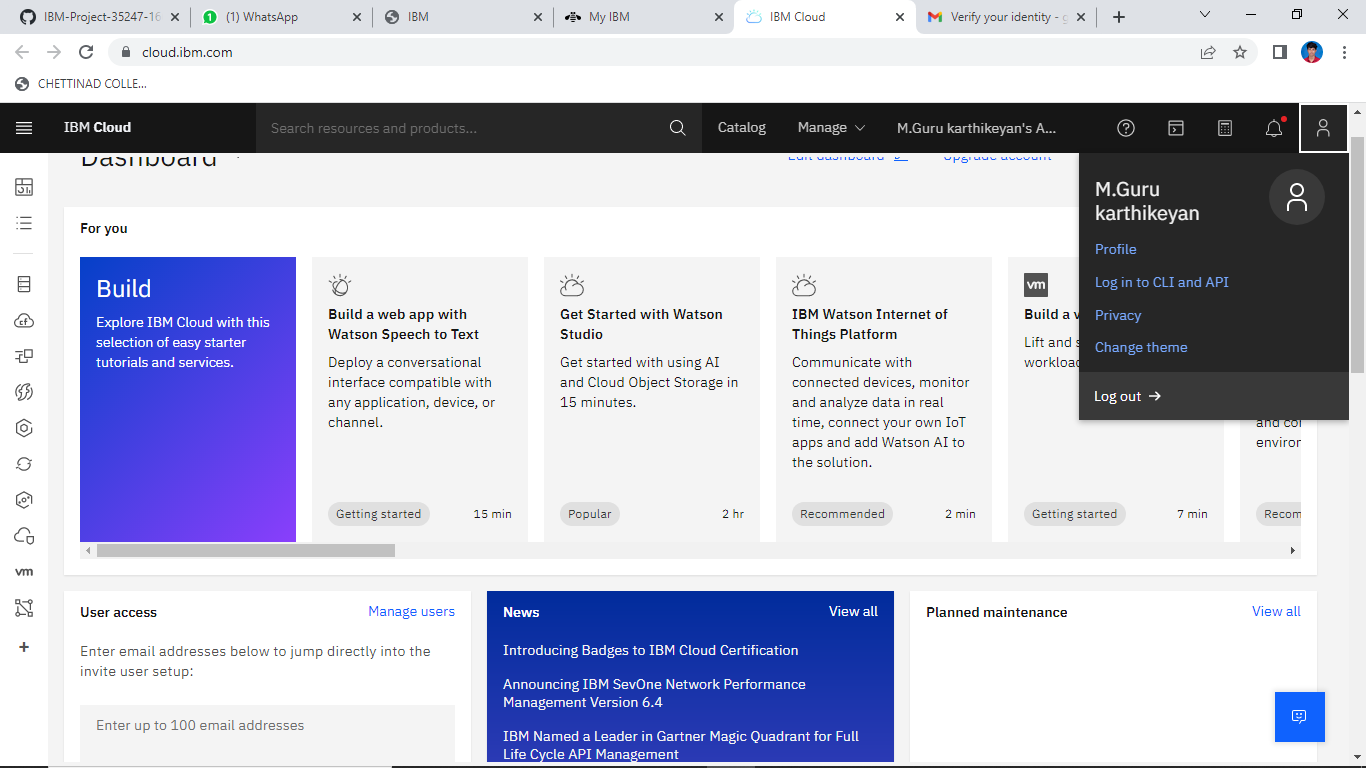 IBM-Project-35247-16
(1) WhatsApp
IBM
My IBM
IBM Cloud
Verify your identity - g
cloud.ibm.com
CHETTINAD COLLE...
IBM Cloud
Search resources and products...
Catalog
Manage
M.Guru karthikeyan's A...
Dashboard
Edit dashboard
Upgrade account
M.Guru
karthikeyan
Profile
Log in to CLI and API
Privacy
Change theme
Log out
For you
Build
Explore IBM Cloud with this
selection of easy starter
tutorials and services.
Build a web app with
Watson Speech to Text
Deploy a conversational
interface compatible with
any application, device, or
channel.
Getting started
15 min
Get Started with Watson
Studio
Get started with using AI
and Cloud Object Storage in
15 minutes.
Popular
2 hr
IBM Watson Internet of
Things Platform
Communicate with
connected devices, monitor
and analyze data in real
time, connect your own IoT
apps and add Watson AI to
the solution.
Recommended
2 min
vm
Build a v
Lift and s
workloa
Getting started
7 min
and co
enviror
Recom
vm
User access
Manage users
Enter email addresses below to jump directly into the
invite user setup:
Enter up to 100 email addresses
News
View all
Introducing Badges to IBM Cloud Certification
Announcing IBM SevOne Network Performance
Management Version 6.4
IBM Named a Leader in Gartner Magic Quadrant for Full
Life Cycle API Management
Planned maintenance
View all